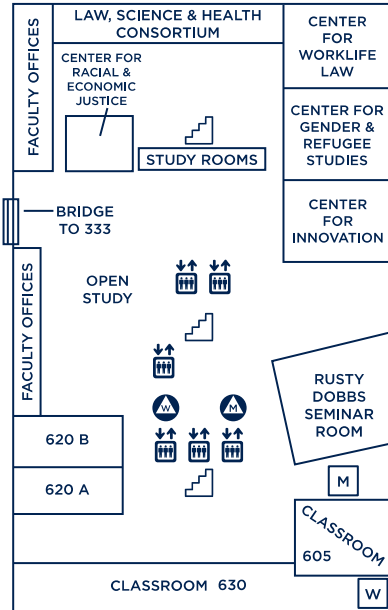 LAW, SCIENCE & HEALTH
CONSORTIUM
CENTER
FOR
WORKLIFE
LAW
FACULTY OFFICES
CENTER FOR
RACIAL &
ECONOMIC
JUSTICE
STUDY ROOMS
CENTER FOR
GENDER &
REFUGEE
STUDIES
CENTER
FOR
INNOVATION
BRIDGE
TO 333
OPEN
STUDY
FACULTY OFFICES
RUSTY
DOBBS
SEMINAR
ROOM
W
M
620 B
620 A
M
CLASSROOM
605
CLASSROOM 630
W